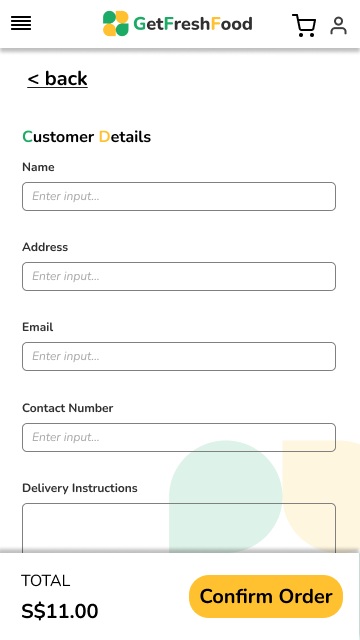 GetFreshFood
< back
Customer Details
Name
Enter input...
Address
Enter input...
Email
Enter input...
Contact Number
Enter input...
Delivery Instructions
TOTAL
S$11.00
Confirm Order